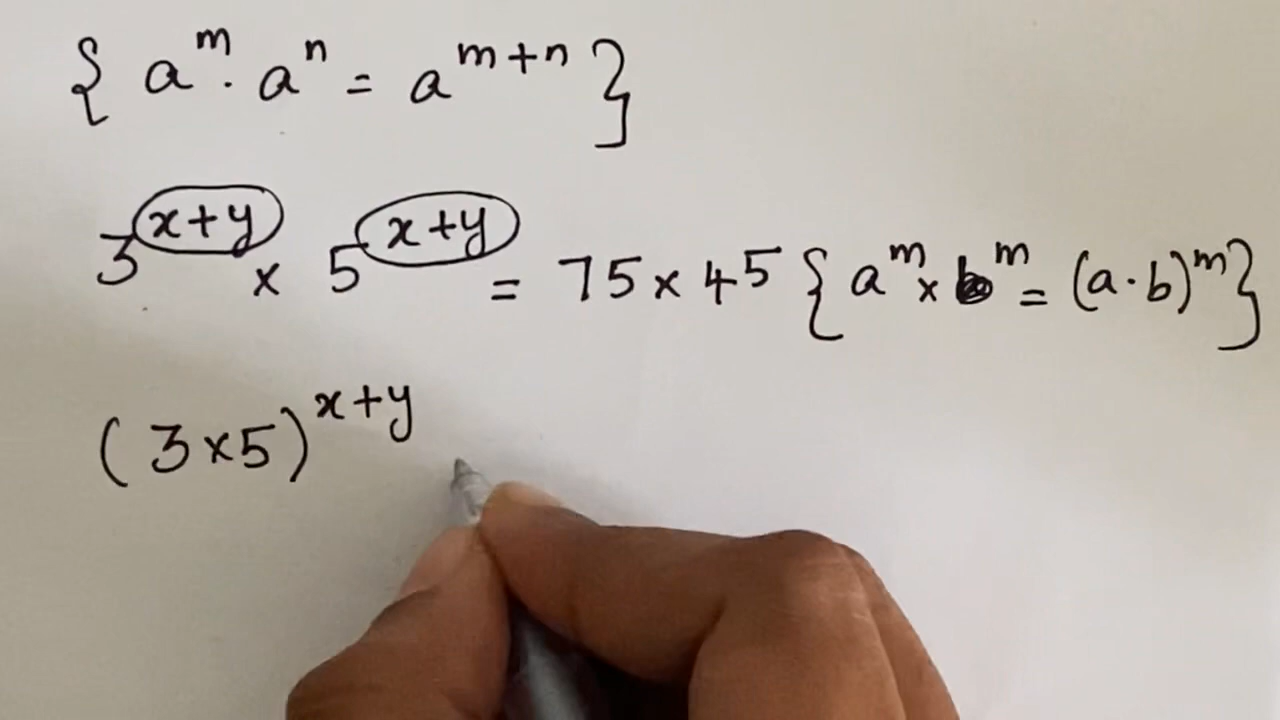 { a^m · a^n = a^(m+n) }
3^(x+y) × 5^(x+y) = 75 × 45 { a^m × b^m = (a·b)^m }
(3×5)^(x+y)